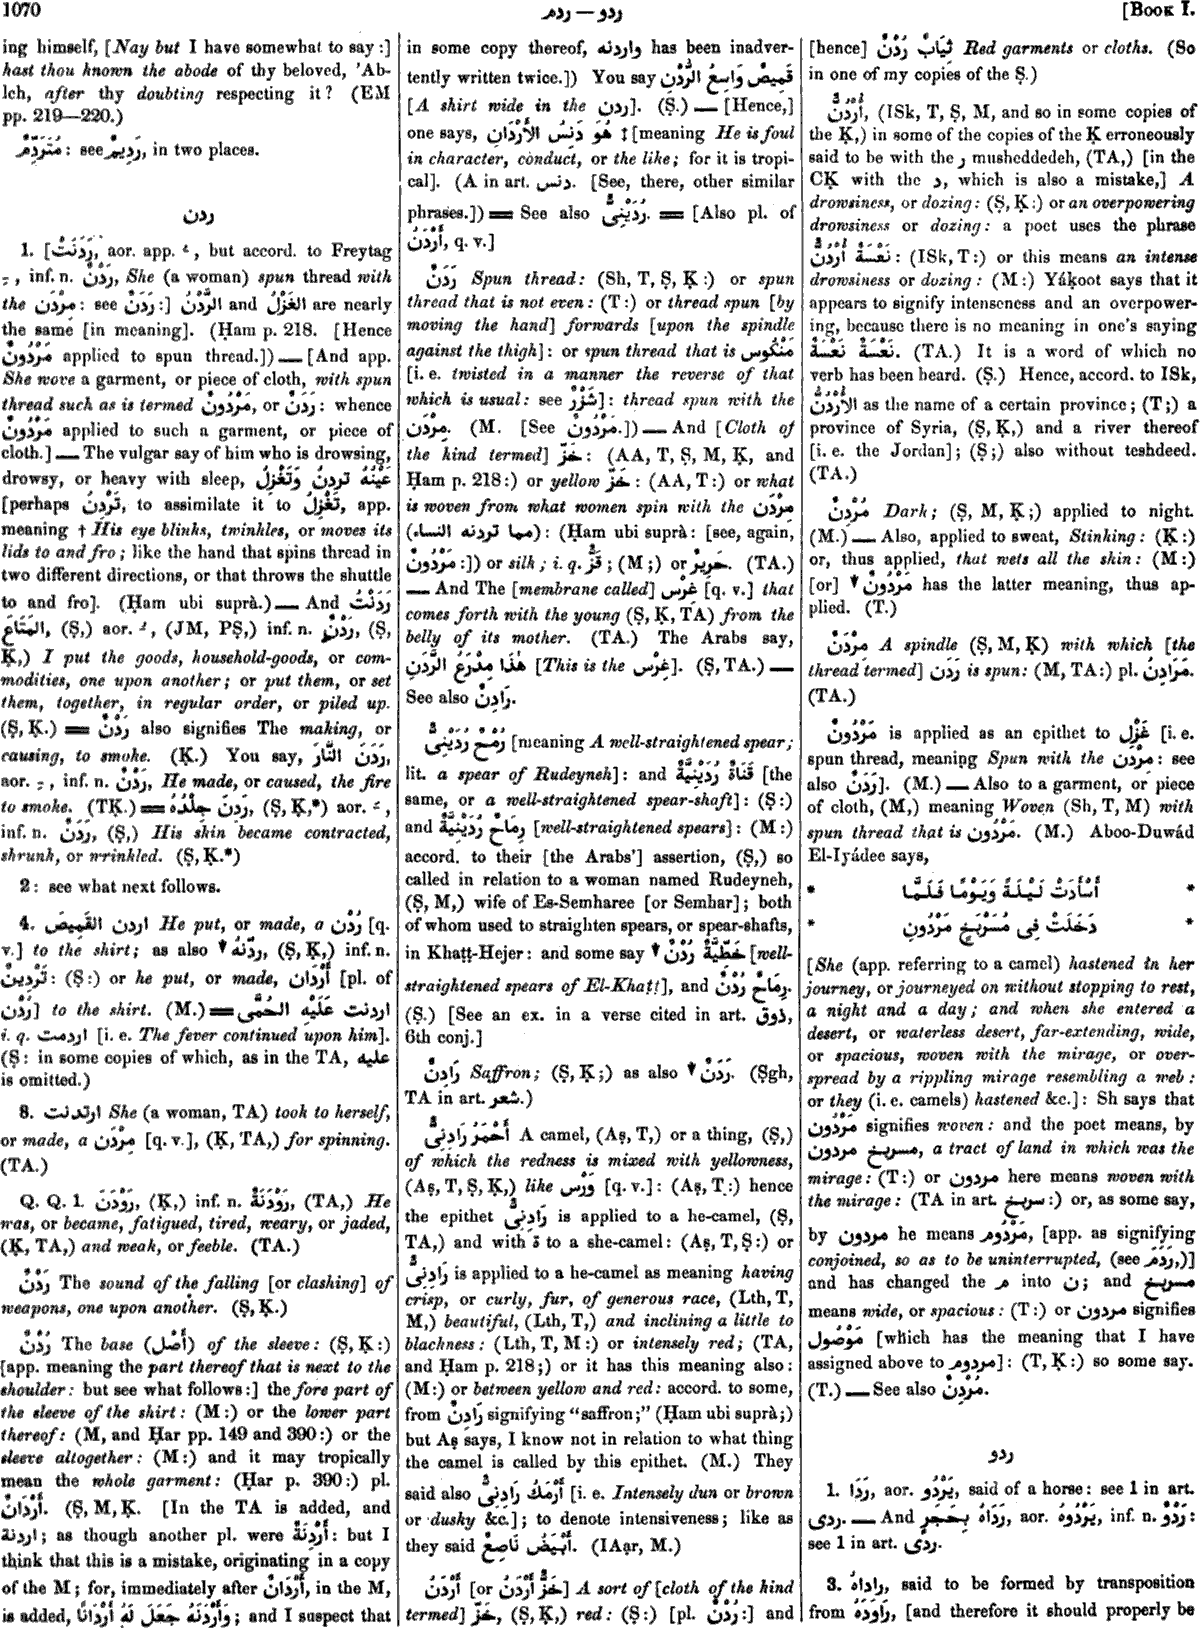 1070
ردو — ردم
[Book I.
ing himself, [Nay but I have somewhat to say:]
hast thou known the abode of thy beloved, 'Ab-
leh, after thy doubting respecting it? (EM
pp. 219—220.)
مُتَرَدِّمٌ: see رَدِيمٌ, in two places.
ردن
1. [رَدَنَتْ, aor. app. ـُ, but accord. to Freytag
ـِ, inf. n. رَدْنٌ, She (a woman) spun thread with
the مِرْدَن: see رَدَنٌ:] الرَّدْنُ and الغَزْلُ are nearly
the same [in meaning]. (Ḥam p. 218. [Hence
مَرْدُونٌ applied to spun thread.]) — [And app.
She wove a garment, or piece of cloth, with spun
thread such as is termed مَرْدُونٌ, or رَدَنٌ: whence
مَرْدُونٌ applied to such a garment, or piece of
cloth.] — The vulgar say of him who is drowsing,
drowsy, or heavy with sleep, عَيْنُهُ تردِنُ وَتَغْزِلُ
[perhaps تَرْدِنُ, to assimilate it to تَغْزِلُ, app.
meaning † His eye blinks, twinkles, or moves its
lids to and fro; like the hand that spins thread in
two different directions, or that throws the shuttle
to and fro]. (Ḥam ubi suprà.) — And رَدَنْتُ
المَتَاعَ, (Ṣ,) aor. ـِ, (JM, PṢ,) inf. n. رَدْنٌ, (Ṣ,
Ḳ,) I put the goods, household-goods, or com-
modities, one upon another; or put them, or set
them, together, in regular order, or piled up.
(Ṣ, Ḳ.) = رَدْنٌ also signifies The making, or
causing, to smoke. (Ḳ.) You say, رَدَنَ النَّارَ,
aor. ـِ, inf. n. رَدْنٌ, He made, or caused, the fire
to smoke. (TḲ.) = رَدِنَ جِلْدُهُ, (Ṣ, Ḳ,*) aor. ـَ,
inf. n. رَدَنٌ, (Ṣ,) His skin became contracted,
shrunk, or wrinkled. (Ṣ, Ḳ.*)
2: see what next follows.
4. اردن القَمِيصَ He put, or made, a رُدْن [q.
v.] to the shirt; as also ▼ ردّنهُ, (Ṣ, Ḳ,) inf. n.
تَرْدِينٌ: (Ṣ:) or he put, or made, أَرْدَان [pl. of
رُدْن] to the shirt. (M.) = اردنت عَلَيْهِ الحُمَّى
i. q. اردمت [i. e. The fever continued upon him].
(Ṣ: in some copies of which, as in the TA, عليه
is omitted.)
8. ارتدنت She (a woman, TA) took to herself,
or made, a مِرْدَن [q. v.], (Ḳ, TA,) for spinning.
(TA.)
Q. Q. 1. رَوْدَنَ, (Ḳ,) inf. n. رَوْدَنَةٌ, (TA,) He
was, or became, fatigued, tired, weary, or jaded,
(Ḳ, TA,) and weak, or feeble. (TA.)
رَدْنٌ The sound of the falling [or clashing] of
weapons, one upon another. (Ṣ, Ḳ.)
رُدْنٌ The base (أَصْل) of the sleeve: (Ṣ, Ḳ:)
[app. meaning the part thereof that is next to the
shoulder: but see what follows:] the fore part of
the sleeve of the shirt: (M:) or the lower part
thereof: (M, and Ḥar pp. 149 and 390:) or the
sleeve altogether: (M:) and it may tropically
mean the whole garment: (Ḥar p. 390:) pl.
أَرْدَانٌ. (Ṣ, M, Ḳ. [In the TA is added, and
اردنة; as though another pl. were أَرْدِنَةٌ: but I
think that this is a mistake, originating in a copy
of the M; for, immediately after أَرْدَانٌ, in the M,
is added, وَأَرْدَنَهُ جَعَلَ لَهُ أَرْدَانًا; and I suspect that
in some copy thereof, واردنه has been inadver-
tently written twice.]) You say قَمِيصٌ وَاسِعُ الرُّدْنِ
[A shirt wide in the ردن]. (Ṣ.) — [Hence,]
one says, هُوَ دَنِسُ الأَرْدَانِ ‡ [meaning He is foul
in character, conduct, or the like; for it is tropi-
cal]. (A in art. دنس. [See, there, other similar
phrases.]) = See also رُدَيْنِىٌّ. = [Also pl. of
أَرْدَنُ, q. v.]
رَدَنٌ Spun thread: (Sh, T, Ṣ, Ḳ:) or spun
thread that is not even: (T:) or thread spun [by
moving the hand] forwards [upon the spindle
against the thigh]: or spun thread that is مَنْكُوس
[i. e. twisted in a manner the reverse of that
which is usual: see شَزْرٌ]: thread spun with the
مِرْدَن. (M. [See مَرْدُونٌ.]) — And [Cloth of
the kind termed] خَزّ: (AA, T, Ṣ, M, Ḳ, and
Ḥam p. 218:) or yellow خَزّ: (AA, T:) or what
is woven from what women spin with the مِرْدَن
(مما تردنه النساء): (Ḥam ubi suprà: [see, again,
مَرْدُونٌ:]) or silk; i. q. قَزٌّ; (M;) or حَرِيرٌ. (TA.)
— And The [membrane called] غِرْس [q. v.] that
comes forth with the young (Ṣ, Ḳ, TA) from the
belly of its mother. (TA.) The Arabs say,
هٰذَا مِدْرَعُ الرَّدَنِ [This is the غِرْس]. (Ṣ, TA.) —
See also رَادِنٌ.
رُمْحٌ رُدَيْنِىٌّ [meaning A well-straightened spear;
lit. a spear of Rudeyneh]: and قَنَاةٌ رُدَيْنِيَّةٌ [the
same, or a well-straightened spear-shaft]: (Ṣ:)
and رِمَاحٌ رُدَيْنِيَّةٌ [well-straightened spears]: (M:)
accord. to their [the Arabs'] assertion, (Ṣ,) so
called in relation to a woman named Rudeyneh,
(Ṣ, M,) wife of Es-Semharee [or Semhar]; both
of whom used to straighten spears, or spear-shafts,
in Khaṭṭ-Hejer: and some say ▼ خَطِّيَّةٌ رُدْنٌ [well-
straightened spears of El-Khaṭṭ], and رِمَاحٌ رُدْنٌ.
(Ṣ.) [See an ex. in a verse cited in art. ذوق,
6th conj.]
رَادِنٌ Saffron; (Ṣ, Ḳ;) as also ▼ رَدَنٌ. (Ṣgh,
TA in art. شعر.)
أَحْمَرُ رَادِنِىٌّ A camel, (Aṣ, T,) or a thing, (Ṣ,)
of which the redness is mixed with yellowness,
(Aṣ, T, Ṣ, Ḳ,) like وَرْس [q. v.]: (Aṣ, T:) hence
the epithet رَادِنِىٌّ is applied to a he-camel, (Ṣ,
TA,) and with ة to a she-camel: (Aṣ, T, Ṣ:) or
رَادِنِىٌّ is applied to a he-camel as meaning having
crisp, or curly, fur, of generous race, (Lth, T,
M,) beautiful, (Lth, T,) and inclining a little to
blackness: (Lth, T, M:) or intensely red; (TA,
and Ḥam p. 218;) or it has this meaning also:
(M:) or between yellow and red: accord. to some,
from رَادِنٌ signifying "saffron;" (Ḥam ubi suprà;)
but Aṣ says, I know not in relation to what thing
the camel is called by this epithet. (M.) They
said also أَرْمَكُ رَادِنِىٌّ [i. e. Intensely dun or brown
or dusky &c.]; to denote intensiveness; like as
they said أَبْيَضُ نَاصِعٌ. (IAạr, M.)
أَرْدَنُ [or خَزٌّ أَرْدَنُ] A sort of [cloth of the kind
termed] خَزّ, (Ṣ, Ḳ,) red: (Ṣ:) [pl. رُدْنٌ:] and
[hence] ثِيَابٌ رُدْنٌ Red garments or cloths. (So
in one of my copies of the Ṣ.)
أُرْدُنٌّ, (ISk, T, Ṣ, M, and so in some copies of
the Ḳ,) in some of the copies of the Ḳ erroneously
said to be with the ر musheddedeh, (TA,) [in the
CḲ with the د, which is also a mistake,] A
drowsiness, or dozing: (Ṣ, Ḳ:) or an overpowering
drowsiness or dozing: a poet uses the phrase
نَعْسَةٌ أُرْدُنٌّ: (ISk, T:) or this means an intense
drowsiness or dozing: (M:) Yáḳoot says that it
appears to signify intenseness and an overpower-
ing, because there is no meaning in one's saying
نَعْسَةٌ نَعْسَةٌ. (TA.) It is a word of which no
verb has been heard. (Ṣ.) Hence, accord. to ISk,
الأُرْدُنُّ as the name of a certain province; (T;) a
province of Syria, (Ṣ, Ḳ,) and a river thereof
[i. e. the Jordan]; (Ṣ;) also without teshdeed.
(TA.)
مُرْدِنٌ Dark; (Ṣ, M, Ḳ;) applied to night.
(M.) — Also, applied to sweat, Stinking: (Ḳ:)
or, thus applied, that wets all the skin: (M:)
[or] ▼ مَرْدُونٌ has the latter meaning, thus ap-
plied. (T.)
مِرْدَنٌ A spindle (Ṣ, M, Ḳ) with which [the
thread termed] رَدَن is spun: (M, TA:) pl. مَرَادِنُ.
(TA.)
مَرْدُونٌ is applied as an epithet to غَزْل [i. e.
spun thread, meaning Spun with the مِرْدَن: see
also رَدَنٌ]. (M.) — Also to a garment, or piece
of cloth, (M,) meaning Woven (Sh, T, M) with
spun thread that is مَرْدُون. (M.) Aboo-Duwád
El-Iyádee says,
* أَسْأَدَتْ لَيْلَةً وَيَوْمًا فَلَمَّا *
* دَخَلَتْ فِى مُسَرْبَخٍ مَرْدُونِ *
[She (app. referring to a camel) hastened in her
journey, or journeyed on without stopping to rest,
a night and a day; and when she entered a
desert, or waterless desert, far-extending, wide,
or spacious, woven with the mirage, or over-
spread by a rippling mirage resembling a web:
or they (i. e. camels) hastened &c.]: Sh says that
مَرْدُون signifies woven: and the poet means, by
مسربخ مردون, a tract of land in which was the
mirage: (T:) or مردون here means woven with
the mirage: (TA in art. سربخ:) or, as some say,
by مردون he means مَرْدُوم, [app. as signifying
conjoined, so as to be uninterrupted, (see رَدَمَ,)]
and has changed the م into ن; and مسربخ
means wide, or spacious: (T:) or مردون signifies
مَوْصُول [which has the meaning that I have
assigned above to مردوم]: (T, Ḳ:) so some say.
(T.) — See also مُرْدِنٌ.
ردو
1. رَدَا, aor. يَرْدُو, said of a horse: see 1 in art.
ردى. — And رَدَاهُ بِحَجَرٍ, aor. يَرْدُوهُ, inf. n. رَدْوٌ:
see 1 in art. ردى.
3. راداهُ, said to be formed by transposition
from رَاوَدَهُ, [and therefore it should properly be